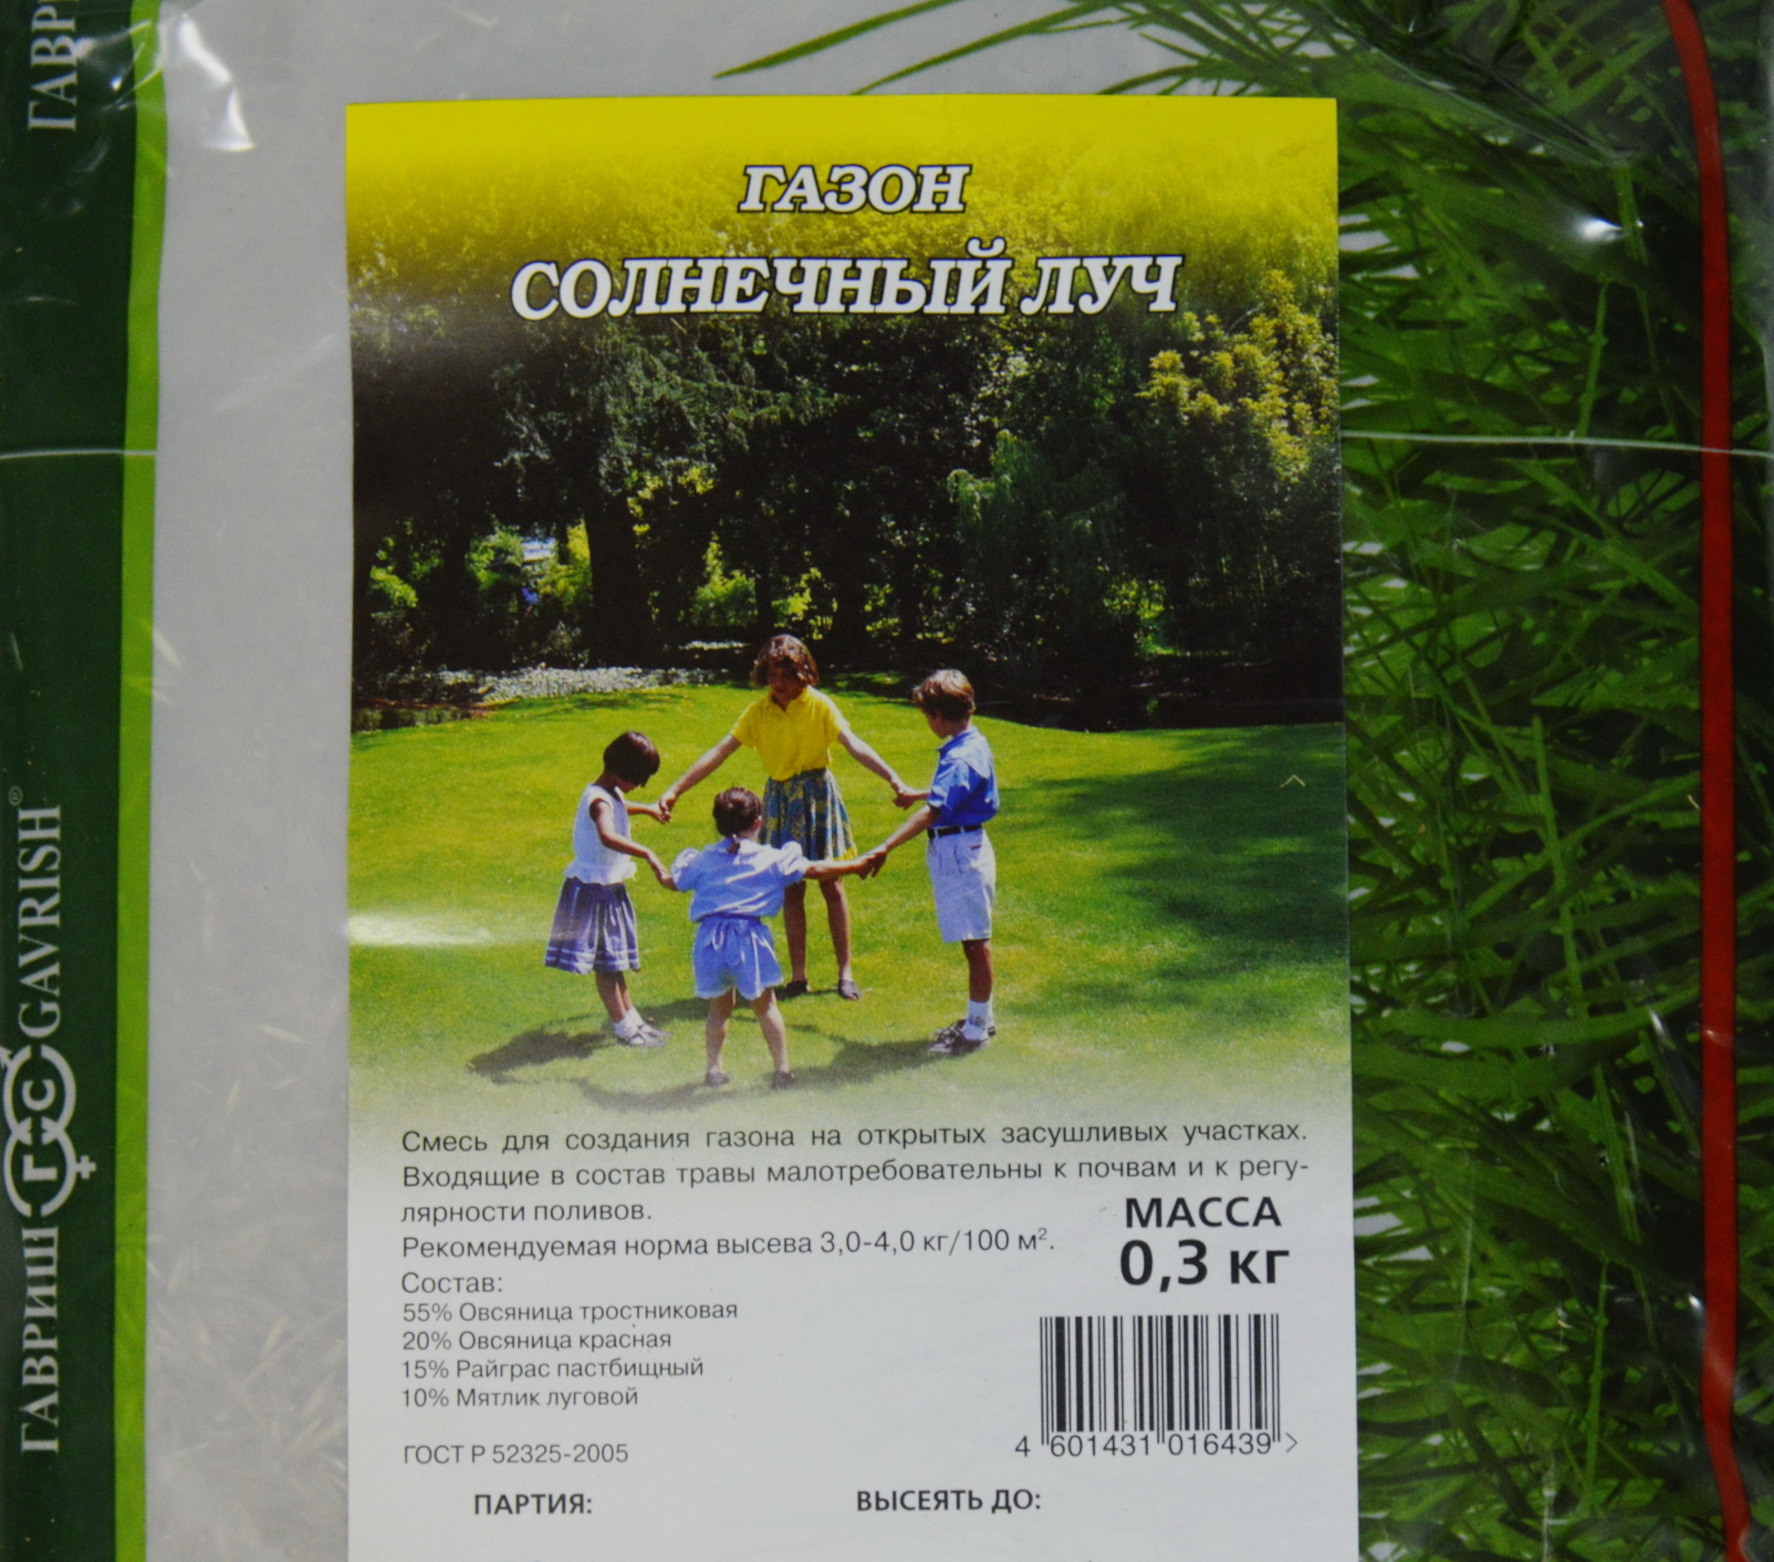 ГАЗОН
СОЛНЕЧНЫЙ ЛУЧ
Смесь для создания газона на открытых засушливых участках.
Входящие в состав травы малотребовательны к почвам и к регу-
лярности поливов.
Рекомендуемая норма высева 3,0-4,0 кг/100 м².
Состав:
55% Овсяница тростниковая
20% Овсяница красная
15% Райграс пастбищный
10% Мятлик луговой
ГОСТ Р 52325-2005
МАССА
0,3 кг
4 601431 016439 >
ПАРТИЯ:
ВЫСЕЯТЬ ДО:
ГАВРИШ ГС GAVRISH®